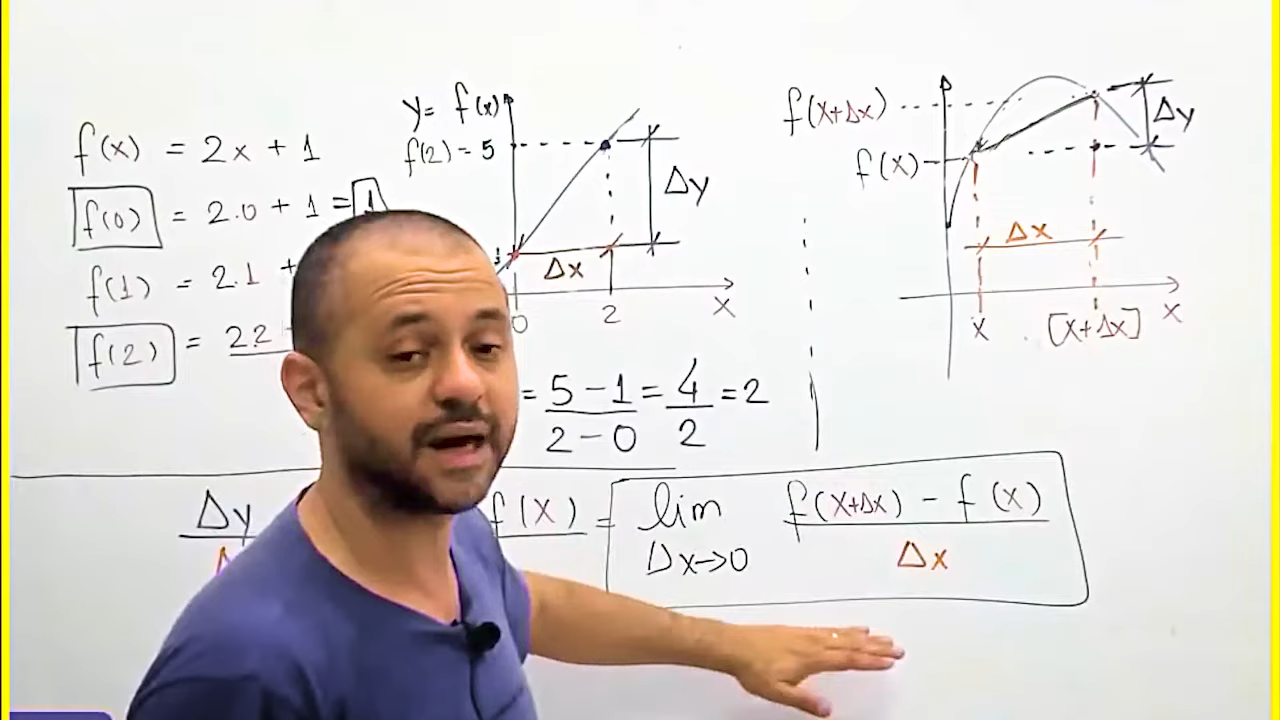 f(x) = 2x + 1
f(0) = 2.0 + 1 = 1
f(1) = 2.1 +
f(2) = 2.2
y = f(x)
f(2) = 5
Δy
1
Δx
0
2
x
= 5 - 1 = 4 = 2
2 - 0 2
f(x+Δx)
f(x)
Δy
Δx
x
[x+Δx]
x
Δy f(x) = lim f(x+Δx) - f(x)
Δx→0 Δx